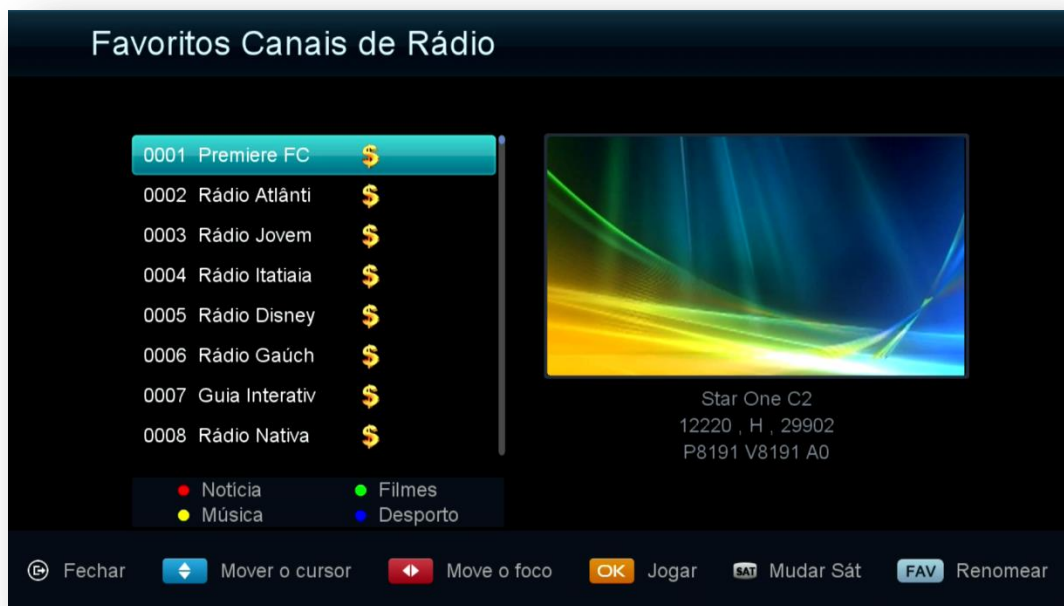 Favoritos Canais de Rádio
0001 Premiere FC $
0002 Rádio Atlânti $
0003 Rádio Jovem $
0004 Rádio Itatiaia $
0005 Rádio Disney $
0006 Rádio Gaúch $
0007 Guia Interativ $
0008 Rádio Nativa $
Star One C2
12220 , H , 29902
P8191 V8191 A0
Notícia Filmes
Música Desporto
Fechar Mover o cursor Move o foco OK Jogar SAT Mudar Sát FAV Renomear